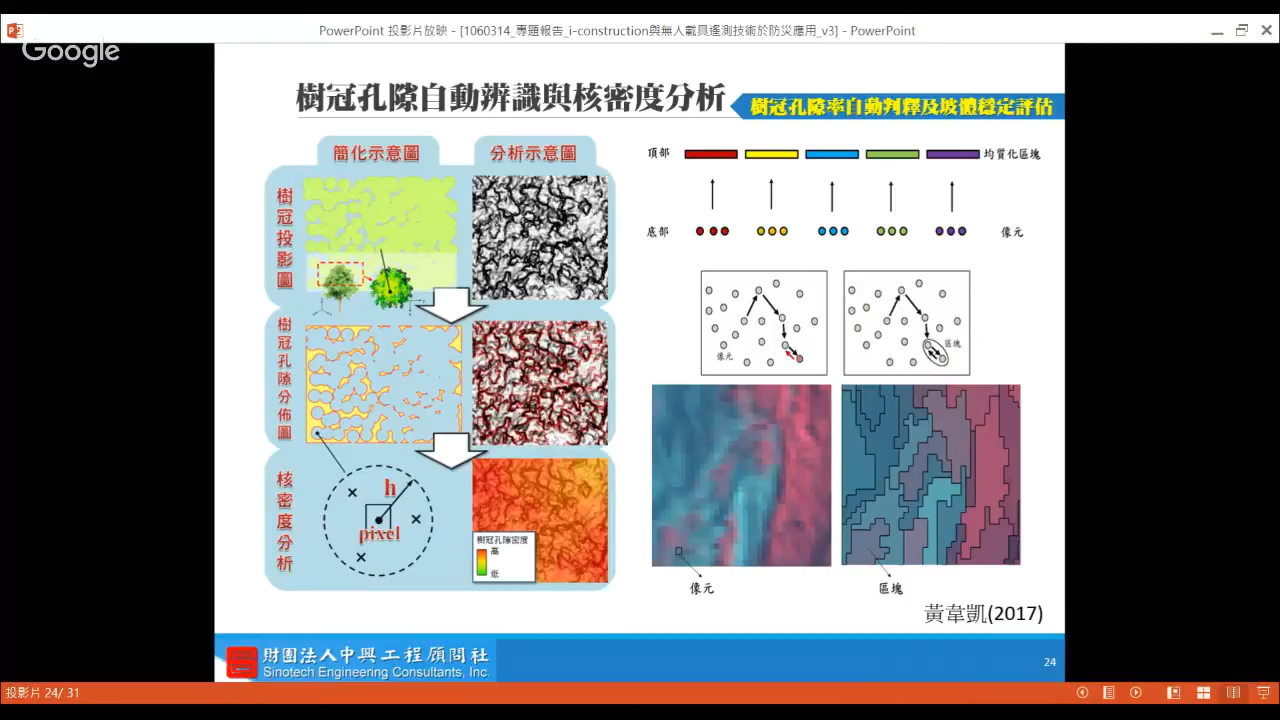 PowerPoint 投影片放映 - [1060314_專題報告_i-construction與無人載具遙測技術於防災應用_v3] - PowerPoint
Google
樹冠孔隙自動辨識與核密度分析
樹冠孔隙率自動判釋及坡體穩定評估
簡化示意圖
分析示意圖
樹冠投影圖
樹冠孔隙分佈圖
核密度分析
h
pixel
樹冠孔隙密度
高
低
頂部
均質化區塊
底部
像元
像元
區塊
像元
區塊
黃韋凱(2017)
財團法人中興工程顧問社
Sinotech Engineering Consultants, Inc.
24
投影片 24/ 31